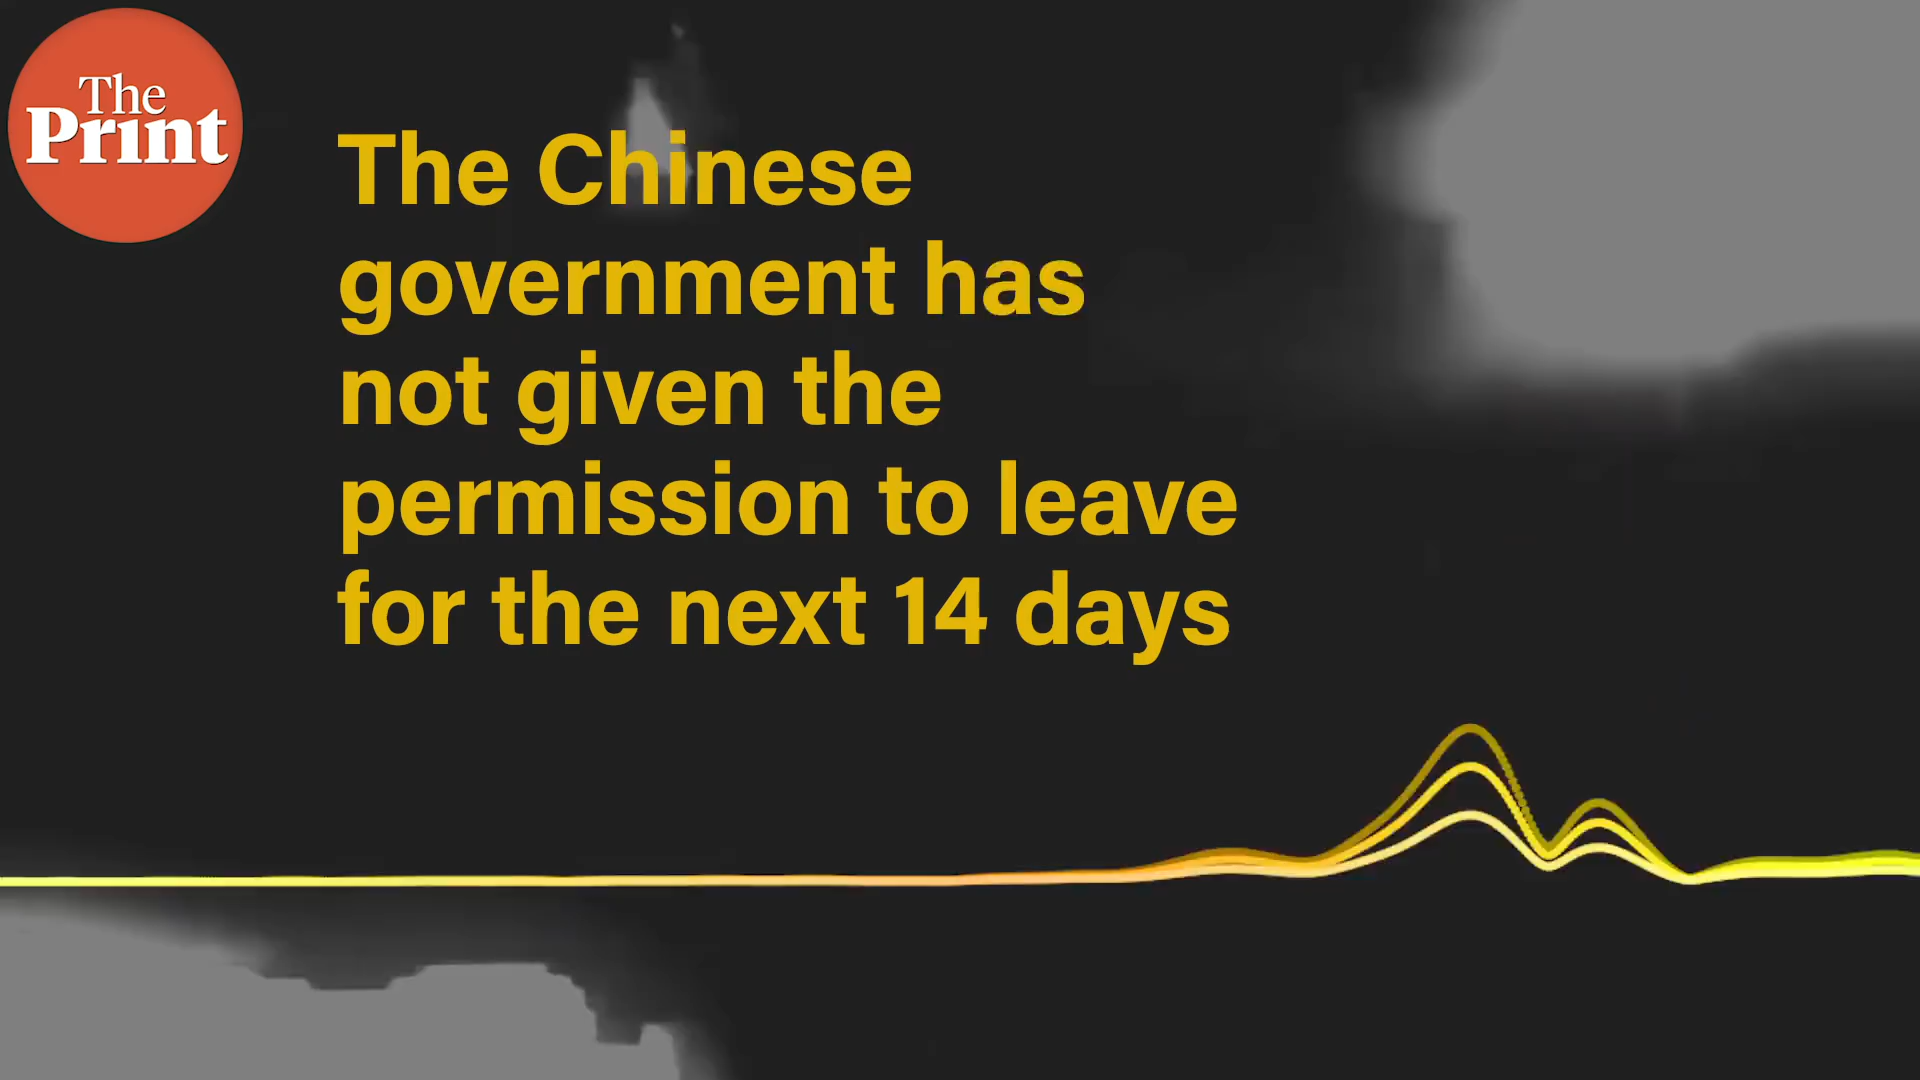 The
Print
The Chinese
government has
not given the
permission to leave
for the next 14 days